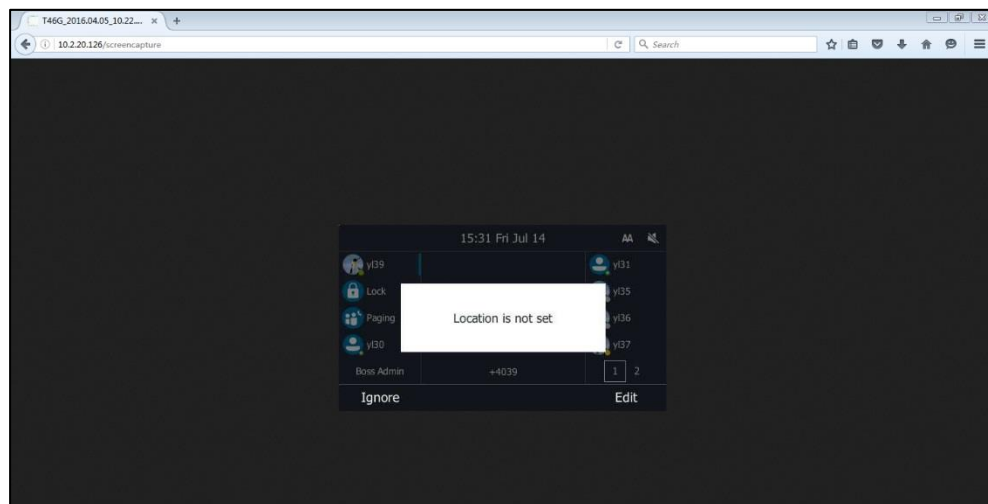 T46G_2016.04.05_10.22....
10.2.20.126/screencapture
Search
15:31 Fri Jul 14
AA
yl39
yl31
Lock
yl35
Location is not set
Paging
yl36
yl30
yl37
Boss Admin
+4039
1 2
Ignore
Edit